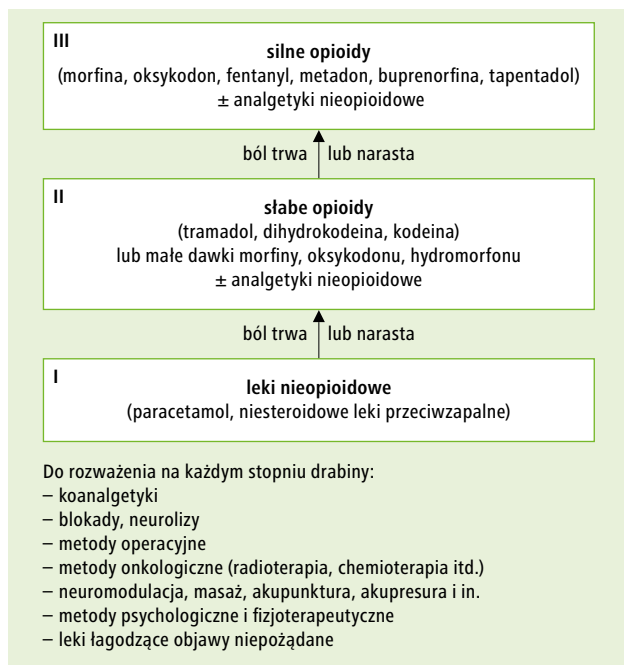 III
silne opioidy
(morfina, oksykodon, fentanyl, metadon, buprenorfina, tapentadol)
± analgetyki nieopioidowe
ból trwa lub narasta
II
słabe opioidy
(tramadol, dihydrokodeina, kodeina)
lub małe dawki morfiny, oksykodonu, hydromorfonu
± analgetyki nieopioidowe
ból trwa lub narasta
I
leki nieopioidowe
(paracetamol, niesteroidowe leki przeciwzapalne)
Do rozważenia na każdym stopniu drabiny:
– koanalgetyki
– blokady, neurolizy
– metody operacyjne
– metody onkologiczne (radioterapia, chemioterapia itd.)
– neuromodulacja, masaż, akupunktura, akupresura i in.
– metody psychologiczne i fizjoterapeutyczne
– leki łagodzące objawy niepożądane